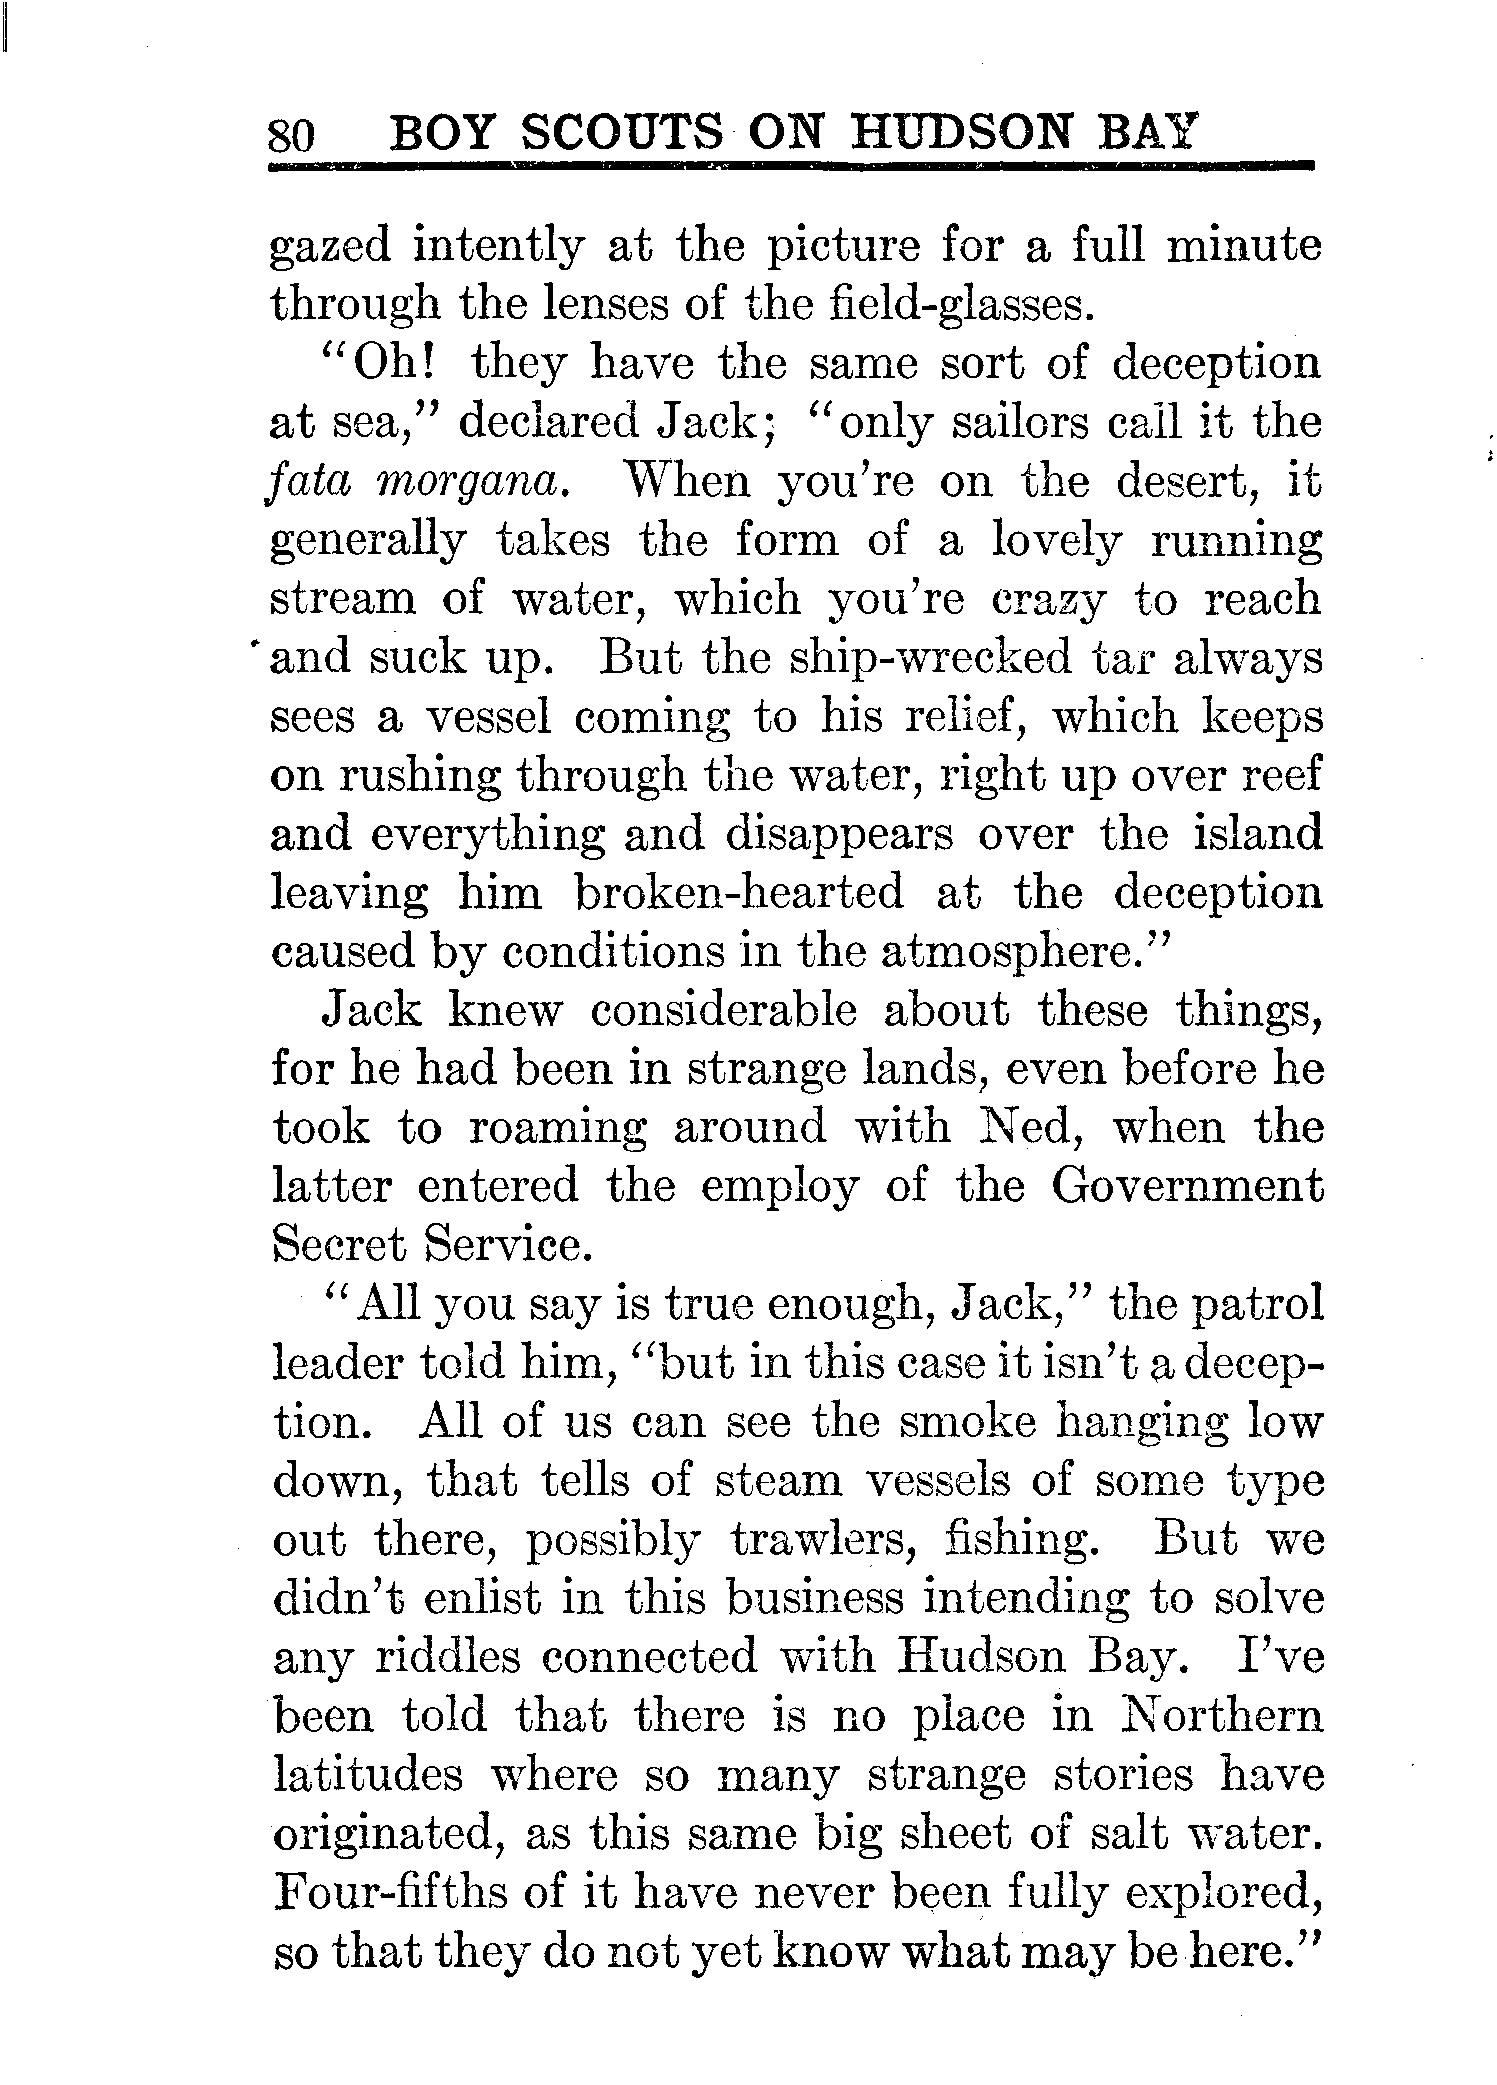 80 BOY SCOUTS ON HUDSON BAY
gazed intently at the picture for a full minute
through the lenses of the field-glasses.
"Oh! they have the same sort of deception
at sea," declared Jack; "only sailors call it the
fata morgana. When you're on the desert, it
generally takes the form of a lovely running
stream of water, which you're crazy to reach
and suck up. But the ship-wrecked tar always
sees a vessel coming to his relief, which keeps
on rushing through the water, right up over reef
and everything and disappears over the island
leaving him broken-hearted at the deception
caused by conditions in the atmosphere."
Jack knew considerable about these things,
for he had been in strange lands, even before he
took to roaming around with Ned, when the
latter entered the employ of the Government
Secret Service.
"All you say is true enough, Jack," the patrol
leader told him, "but in this case it isn't a decep-
tion. All of us can see the smoke hanging low
down, that tells of steam vessels of some type
out there, possibly trawlers, fishing. But we
didn't enlist in this business intending to solve
any riddles connected with Hudson Bay. I've
been told that there is no place in Northern
latitudes where so many strange stories have
originated, as this same big sheet of salt water.
Four-fifths of it have never been fully explored,
so that they do not yet know what may be here."